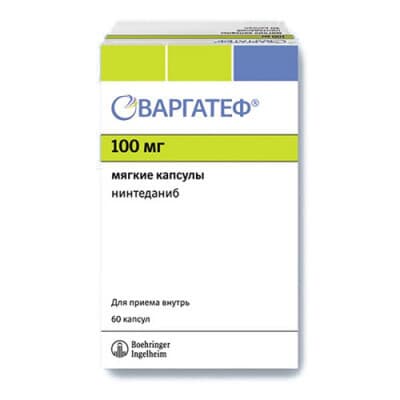 ВАРГАТЕФ®
100 мг
мягкие капсулы
нинтеданиб
Для приема внутрь
60 капсул
Boehringer
Ingelheim